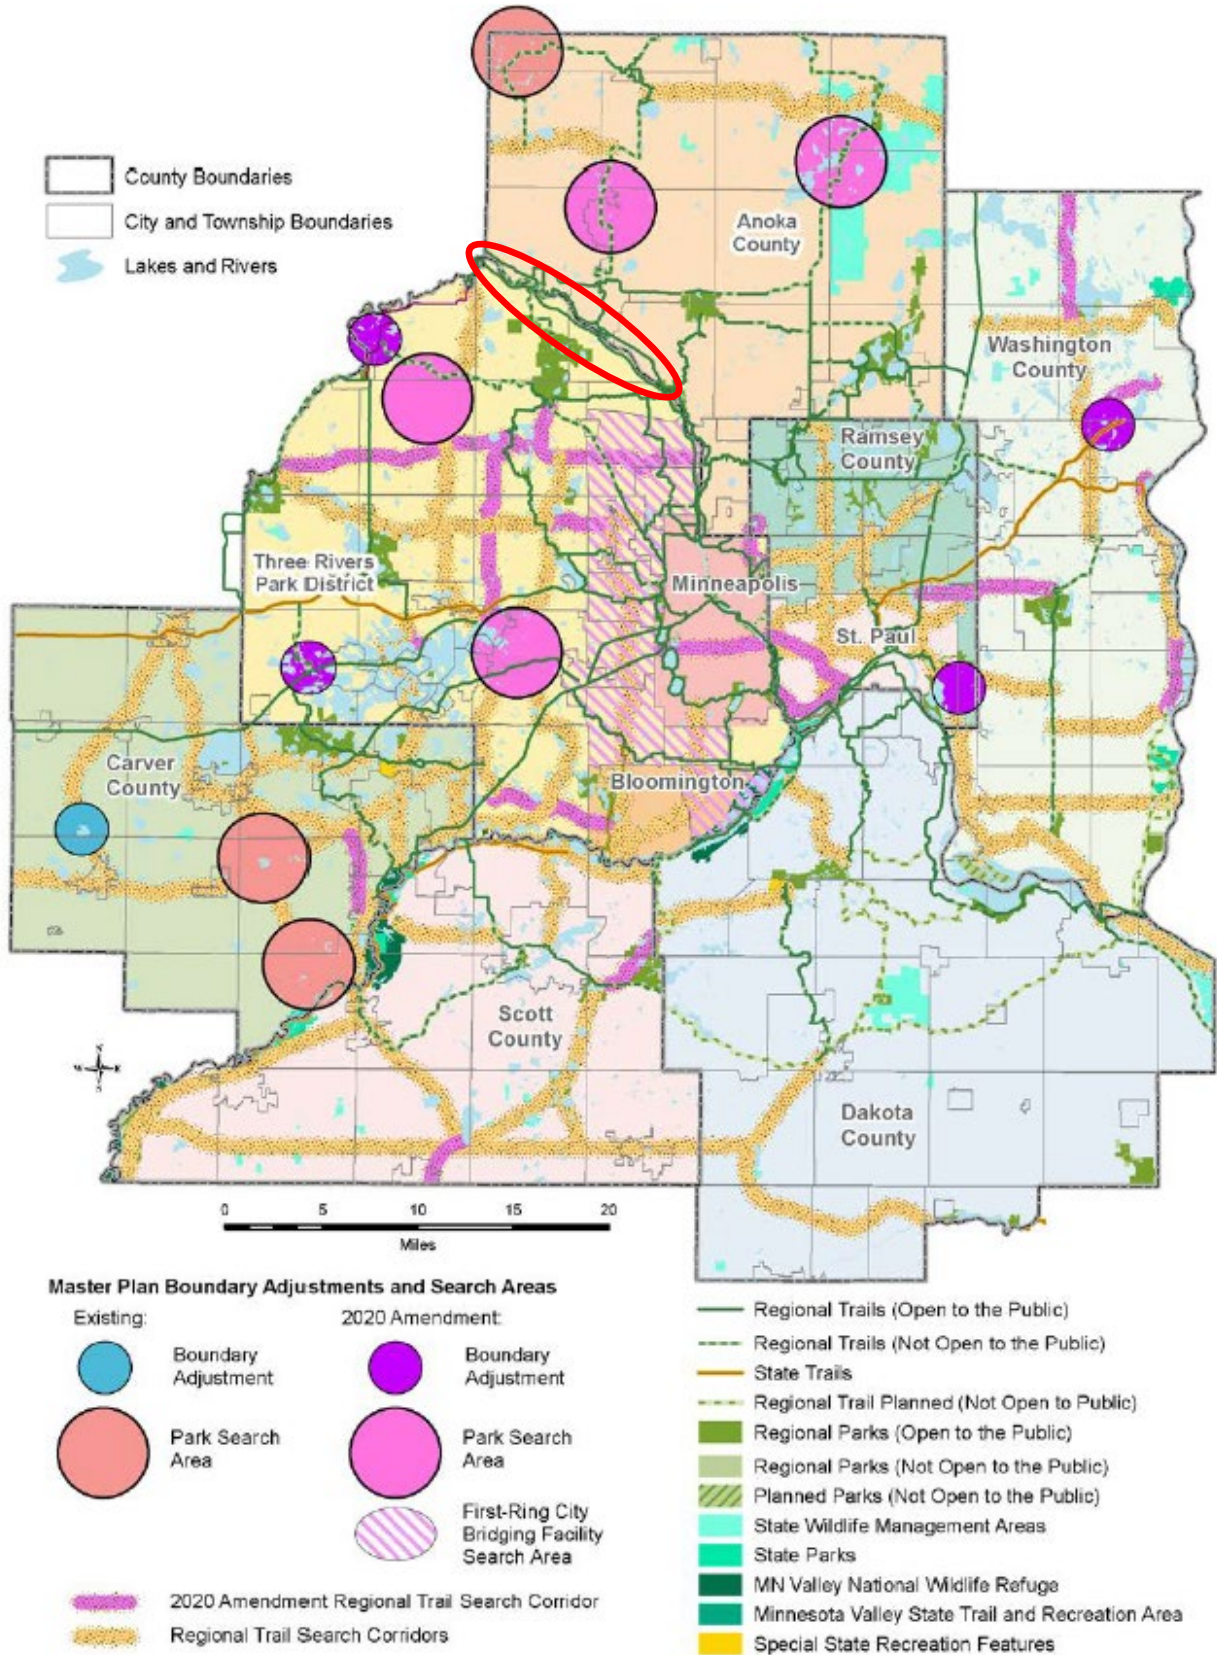 County Boundaries
City and Township Boundaries
Lakes and Rivers
Anoka
County
Washington
County
Ramsey
County
Three Rivers
Park District
Minneapolis
St. Paul
Carver
County
Bloomington
Scott
County
Dakota
County
N
W
E
S
0 5 10 15 20
Miles
Master Plan Boundary Adjustments and Search Areas
Existing:
Boundary
Adjustment
Park Search
Area
2020 Amendment:
Boundary
Adjustment
Park Search
Area
First-Ring City
Bridging Facility
Search Area
2020 Amendment Regional Trail Search Corridor
Regional Trail Search Corridors
Regional Trails (Open to the Public)
Regional Trails (Not Open to the Public)
State Trails
Regional Trail Planned (Not Open to Public)
Regional Parks (Open to the Public)
Regional Parks (Not Open to the Public)
Planned Parks (Not Open to the Public)
State Wildlife Management Areas
State Parks
MN Valley National Wildlife Refuge
Minnesota Valley State Trail and Recreation Area
Special State Recreation Features